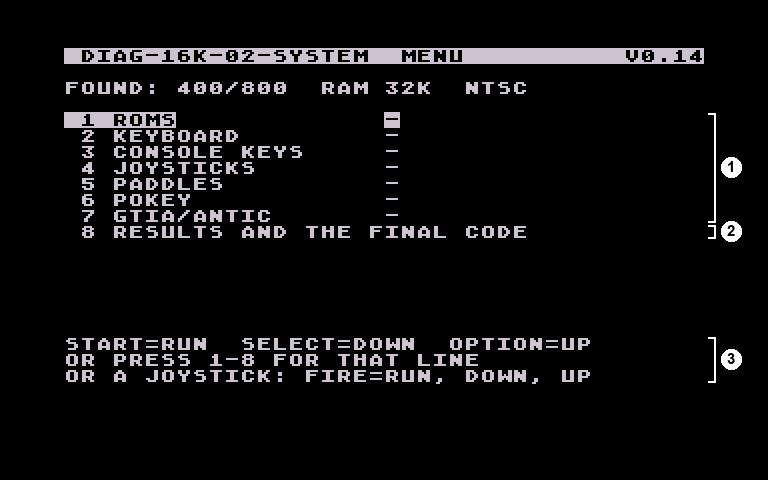 DIAG-16K-02-SYSTEM MENU V0.14
FOUND: 400/800 RAM 32K NTSC
1 ROMS -
2 KEYBOARD -
3 CONSOLE KEYS -
4 JOYSTICKS -
5 PADDLES -
6 POKEY -
7 GTIA/ANTIC -
1
8 RESULTS AND THE FINAL CODE
2
START=RUN SELECT=DOWN OPTION=UP
OR PRESS 1-8 FOR THAT LINE
OR A JOYSTICK: FIRE=RUN, DOWN, UP
3